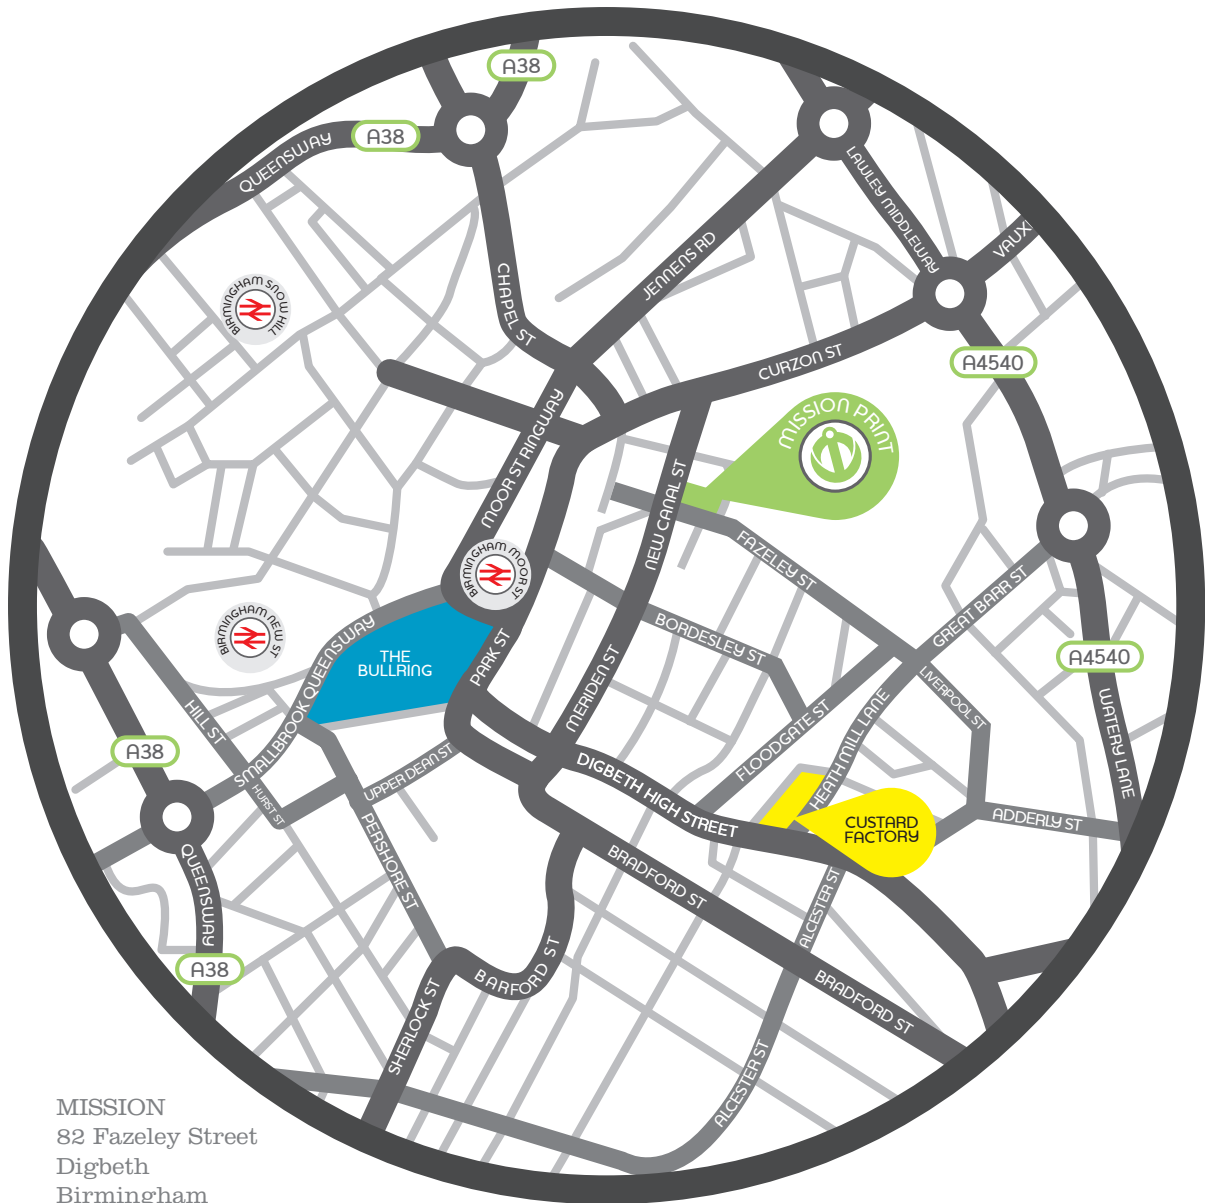 A38
A38
QUEENSWAY
LAWLEY MIDDLEWAY
VAUX
JENNENS RD
CHAPEL ST
BIRMINGHAM SNOW HILL
CURZON ST
A4540
MISSION PRINT
MOOR ST RINGWAY
NEW CANAL ST
FAZELEY ST
BIRMINGHAM MOOR ST
GREAT BARR ST
BIRMINGHAM NEW ST
SMALLBROOK QUEENSWAY
THE
BULLRING
PARK ST
BORDESLEY ST
MERIDEN ST
A4540
LIVERPOOL ST
HILL ST
FLOODGATE ST
HEATH MILL LANE
WATERY LANE
A38
UPPER DEAN ST
HURST ST
DIGBETH HIGH STREET
PERSHORE ST
CUSTARD
FACTORY
ADDERLY ST
QUEENSWAY
BRADFORD ST
ALCESTER ST
A38
BARFORD ST
SHERLOCK ST
BRADFORD ST
ALCESTER ST
MISSION
82 Fazeley Street
Digbeth
Birmingham